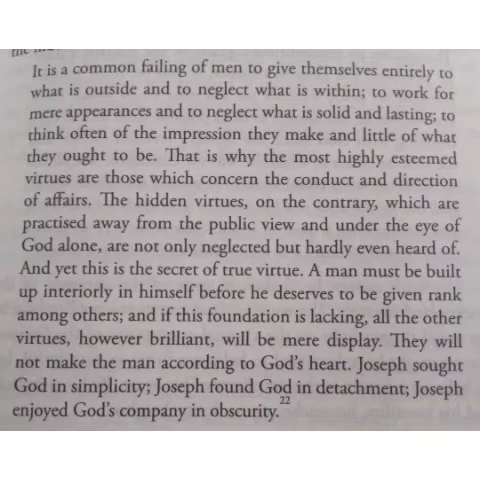 It is a common failing of men to give themselves entirely to
what is outside and to neglect what is within; to work for
mere appearances and to neglect what is solid and lasting; to
think often of the impression they make and little of what
they ought to be. That is why the most highly esteemed
virtues are those which concern the conduct and direction
of affairs. The hidden virtues, on the contrary, which are
practised away from the public view and under the eye of
God alone, are not only neglected but hardly even heard of.
And yet this is the secret of true virtue. A man must be built
up interiorly in himself before he deserves to be given rank
among others; and if this foundation is lacking, all the other
virtues, however brilliant, will be mere display. They will
not make the man according to God's heart. Joseph sought
God in simplicity; Joseph found God in detachment; Joseph
enjoyed God's company in obscurity.22